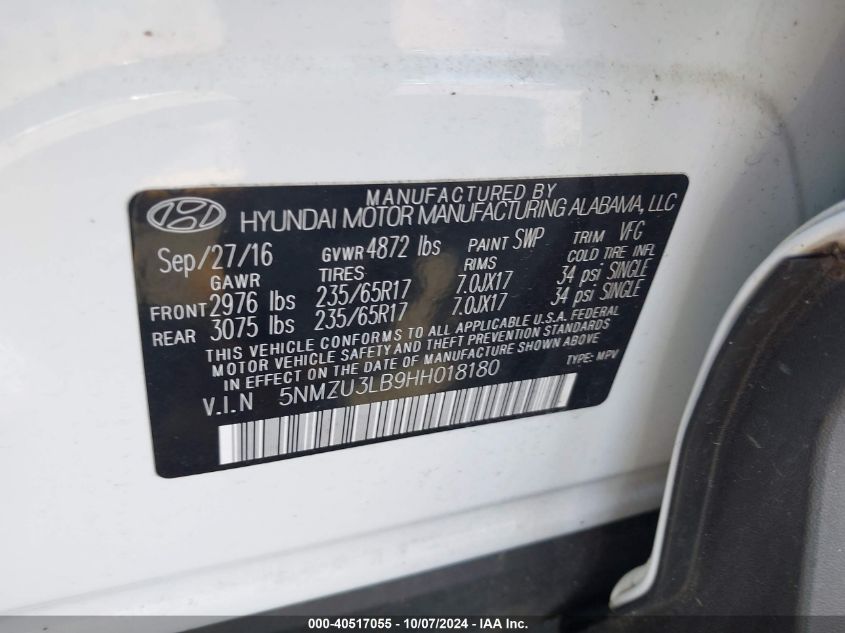 MANUFACTURED BY
HYUNDAI MOTOR MANUFACTURING ALABAMA, LLC
Sep/27/16 GVWR 4872 lbs PAINT SWP TRIM VFG
GAWR TIRES RIMS COLD TIRE INFL
FRONT 2976 lbs 235/65R17 7.0JX17 34 psi SINGLE
REAR 3075 lbs 235/65R17 7.0JX17 34 psi SINGLE
THIS VEHICLE CONFORMS TO ALL APPLICABLE U.S.A. FEDERAL
MOTOR VEHICLE SAFETY AND THEFT PREVENTION STANDARDS
IN EFFECT ON THE DATE OF MANUFACTURE SHOWN ABOVE.
V.I.N 5NMZU3LB9HH018180 TYPE: MPV
000-40517055 - 10/07/2024 - IAA Inc.